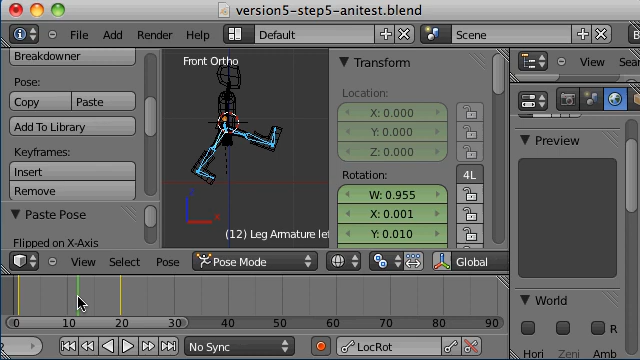 version5-step5-anitest.blend
File Add Render Help Default Scene
Breakdowner
Pose:
Copy Paste
Add To Library
Keyframes:
Insert
Remove
Paste Pose
Flipped on X-Axis
Front Ortho
(12) Leg Armature lef
Transform
Location:
X: 0.000
Y: 0.000
Z: 0.000
Rotation:
4L
W: 0.955
X: 0.001
Y: 0.010
View Sear
Preview
World
R
Hori Zeni Amb
View Select Pose Pose Mode Global
0 10 20 30 40 50 60 70 80 90
2 No Sync LocRot